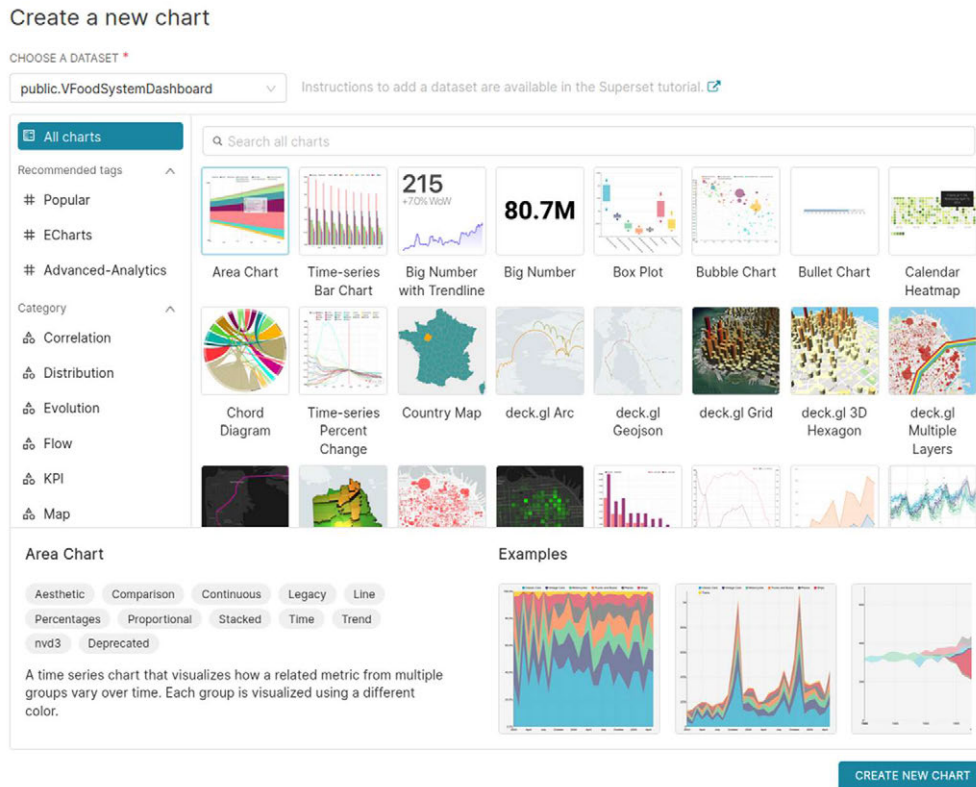 Create a new chart
CHOOSE A DATASET *
public.VFoodSystemDashboard
Instructions to add a dataset are available in the Superset tutorial.
All charts
Search all charts
Recommended tags
# Popular
# ECharts
# Advanced-Analytics
Category
Correlation
Distribution
Evolution
Flow
KPI
Map
215
+7.0% WoW
80.7M
Area Chart
Time-series
Bar Chart
Big Number
with Trendline
Big Number
Box Plot
Bubble Chart
Bullet Chart
Calendar
Heatmap
Chord
Diagram
Time-series
Percent
Change
Country Map
deck.gl Arc
deck.gl
Geojson
deck.gl Grid
deck.gl 3D
Hexagon
deck.gl
Multiple
Layers
Area Chart
Aesthetic
Comparison
Continuous
Legacy
Line
Percentages
Proportional
Stacked
Time
Trend
nvd3
Deprecated
A time series chart that visualizes how a related metric from multiple
groups vary over time. Each group is visualized using a different
color.
Examples
CREATE NEW CHART